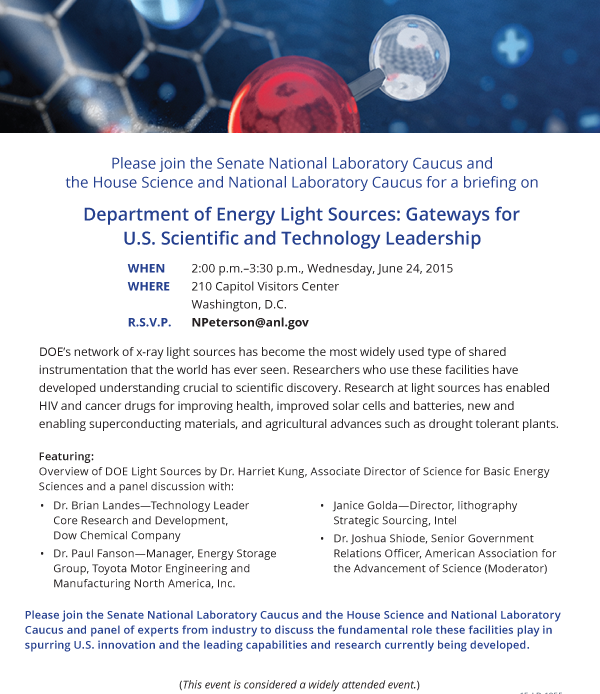 Please join the Senate National Laboratory Caucus and
the House Science and National Laboratory Caucus for a briefing on
Department of Energy Light Sources: Gateways for
U.S. Scientific and Technology Leadership
WHEN 2:00 p.m.–3:30 p.m., Wednesday, June 24, 2015
WHERE 210 Capitol Visitors Center
Washington, D.C.
R.S.V.P. NPeterson@anl.gov
DOE’s network of x-ray light sources has become the most widely used type of shared
instrumentation that the world has ever seen. Researchers who use these facilities have
developed understanding crucial to scientific discovery. Research at light sources has enabled
HIV and cancer drugs for improving health, improved solar cells and batteries, new and
enabling superconducting materials, and agricultural advances such as drought tolerant plants.
Featuring:
Overview of DOE Light Sources by Dr. Harriet Kung, Associate Director of Science for Basic Energy
Sciences and a panel discussion with:
• Dr. Brian Landes—Technology Leader
Core Research and Development,
Dow Chemical Company
• Dr. Paul Fanson—Manager, Energy Storage
Group, Toyota Motor Engineering and
Manufacturing North America, Inc.
• Janice Golda—Director, lithography
Strategic Sourcing, Intel
• Dr. Joshua Shiode, Senior Government
Relations Officer, American Association for
the Advancement of Science (Moderator)
Please join the Senate National Laboratory Caucus and the House Science and National Laboratory
Caucus and panel of experts from industry to discuss the fundamental role these facilities play in
spurring U.S. innovation and the leading capabilities and research currently being developed.
(This event is considered a widely attended event.)